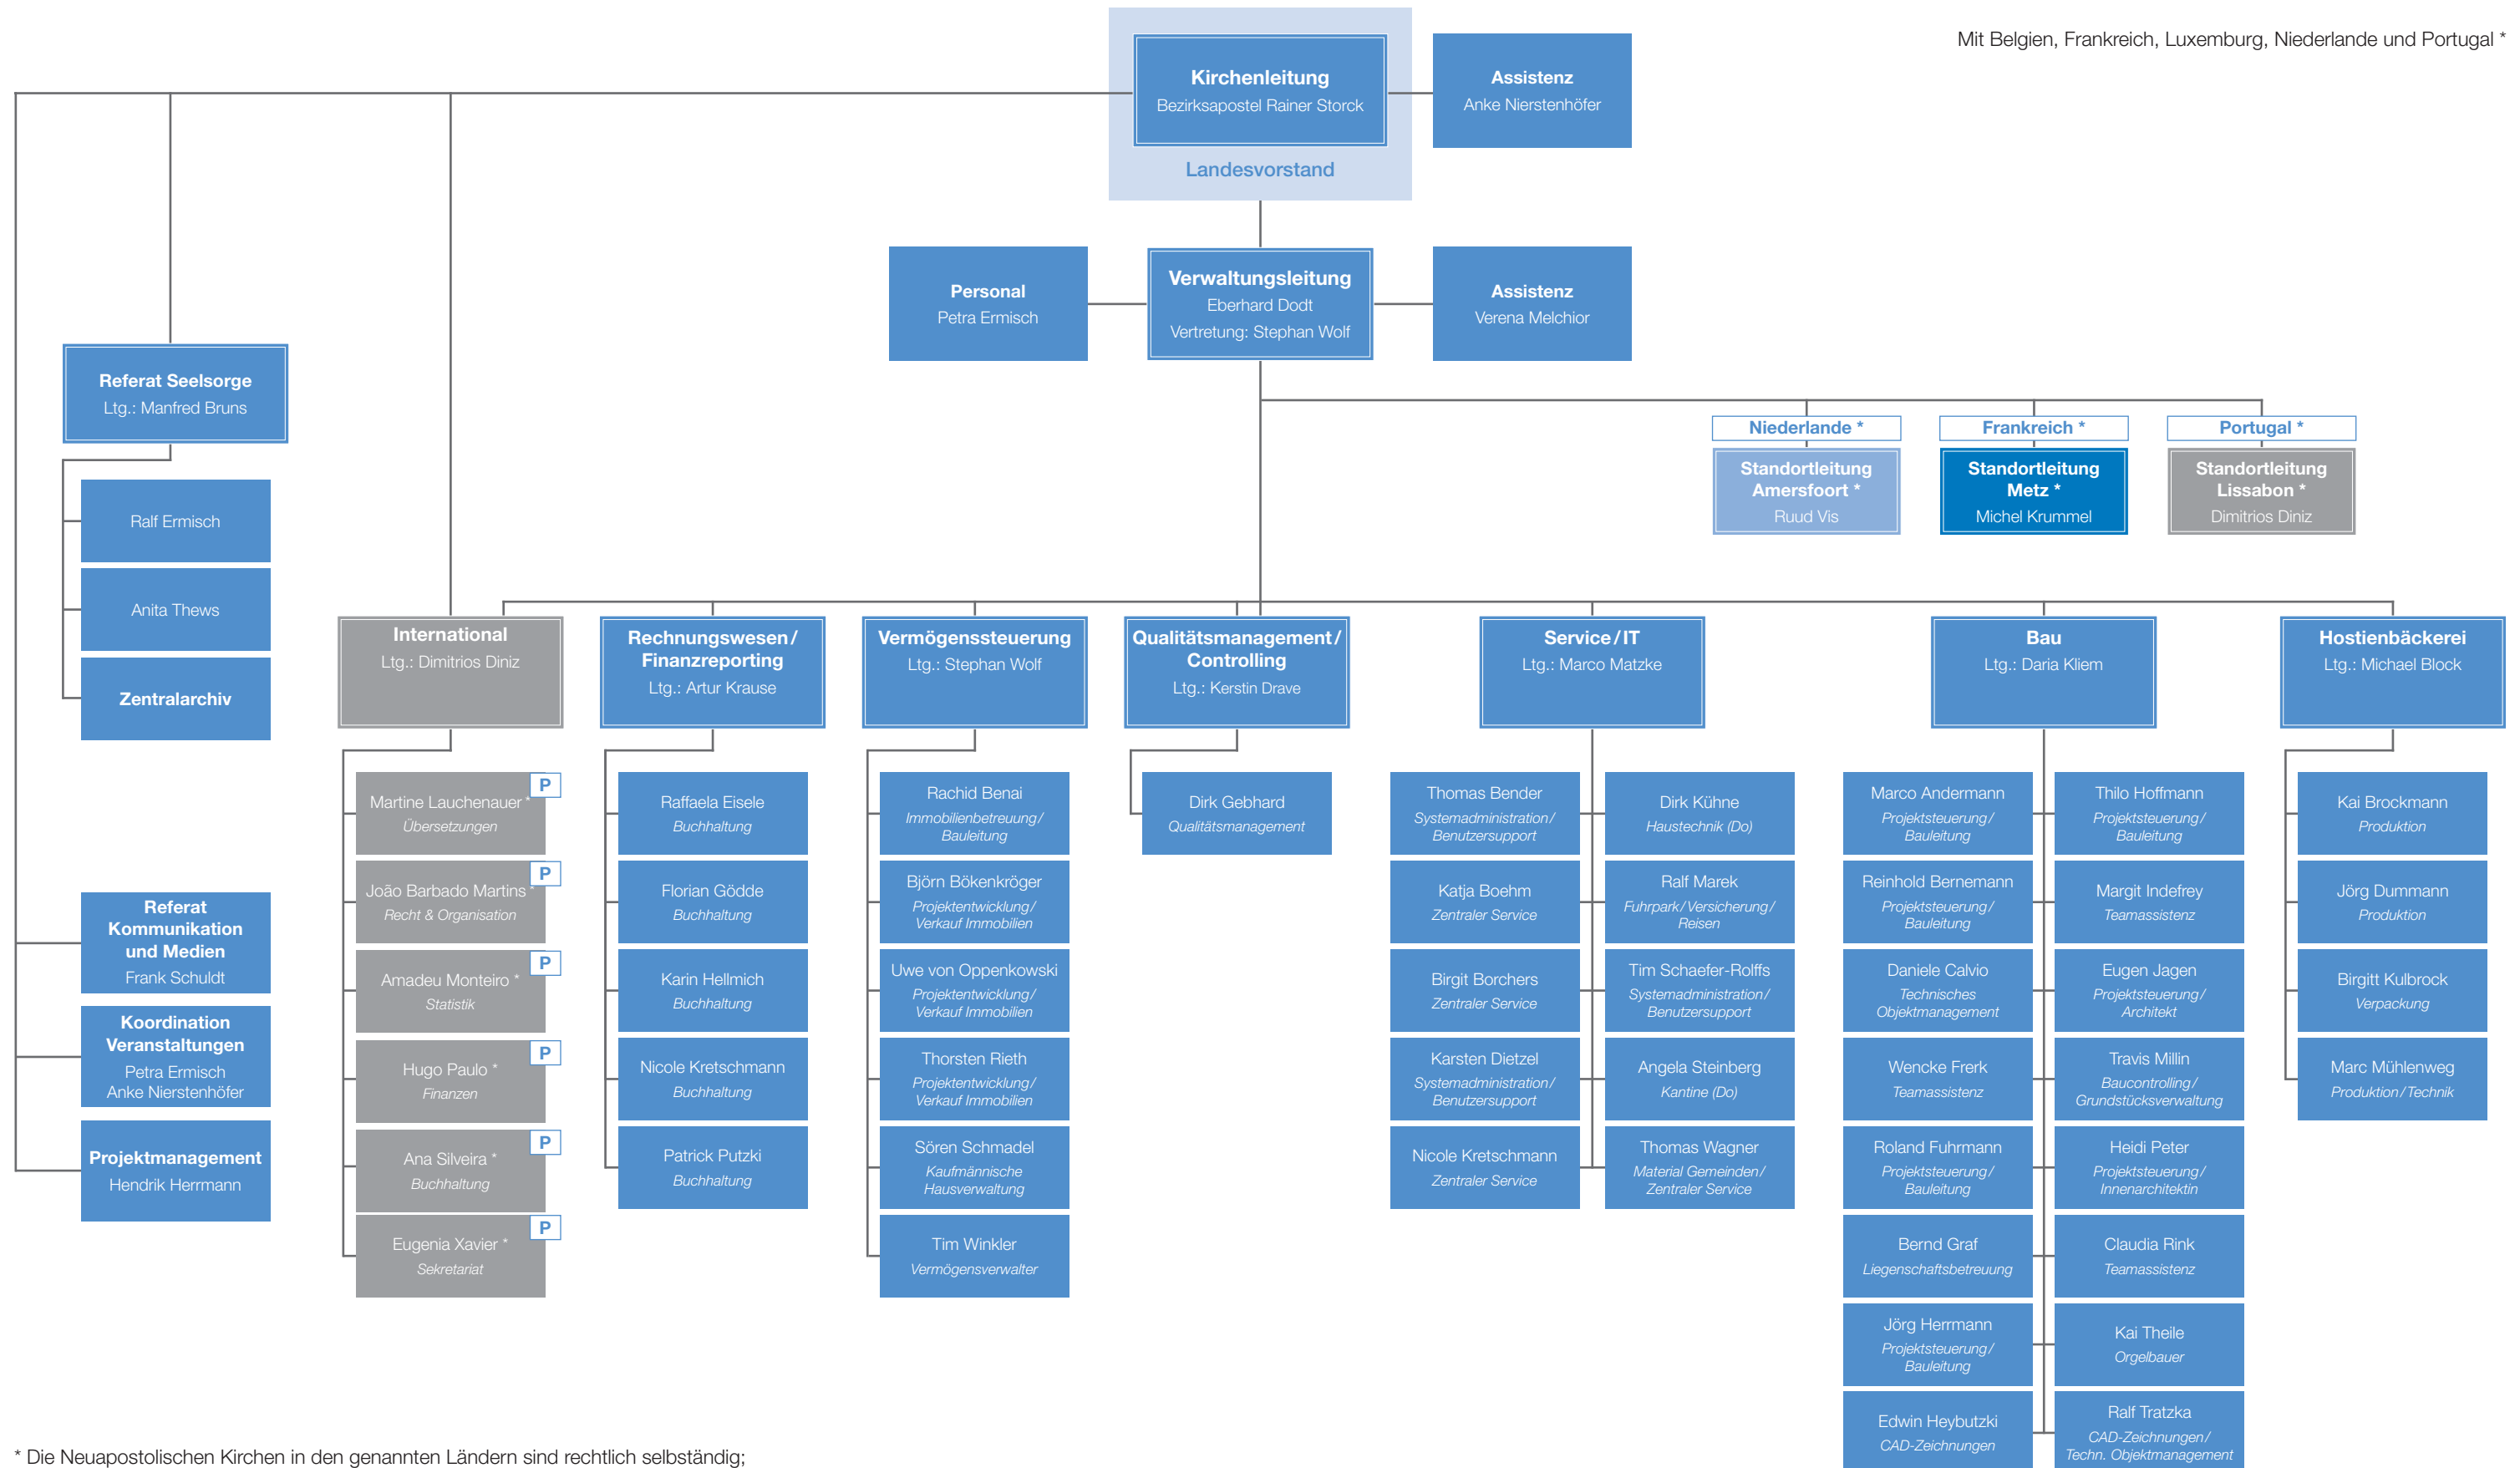 Mit Belgien, Frankreich, Luxemburg, Niederlande und Portugal *
Kirchenleitung
Bezirksapostel Rainer Storck
Landesvorstand
Assistenz
Anke Nierstenhöfer
Personal
Petra Ermisch
Verwaltungsleitung
Eberhard Dodt
Vertretung: Stephan Wolf
Assistenz
Verena Melchior
Referat Seelsorge
Ltg.: Manfred Bruns
Ralf Ermisch
Anita Thews
Zentralarchiv
Niederlande *
Standortleitung
Amersfoort *
Ruud Vis
Frankreich *
Standortleitung
Metz *
Michel Krummel
Portugal *
Standortleitung
Lissabon *
Dimitrios Diniz
Referat
Kommunikation
und Medien
Frank Schuldt
Koordination
Veranstaltungen
Petra Ermisch
Anke Nierstenhöfer
Projektmanagement
Hendrik Herrmann
International
Ltg.: Dimitrios Diniz
P
Martine Lauchenauer *
Übersetzungen
P
João Barbado Martins *
Recht & Organisation
P
Amadeu Monteiro *
Statistik
P
Hugo Paulo *
Finanzen
P
Ana Silveira *
Buchhaltung
P
Eugenia Xavier *
Sekretariat
Rechnungswesen/
Finanzreporting
Ltg.: Artur Krause
Raffaela Eisele
Buchhaltung
Florian Gödde
Buchhaltung
Karin Hellmich
Buchhaltung
Nicole Kretschmann
Buchhaltung
Patrick Putzki
Buchhaltung
Vermögenssteuerung
Ltg.: Stephan Wolf
Rachid Benai
Immobilienbetreuung/
Bauleitung
Björn Bökenkröger
Projektentwicklung/
Verkauf Immobilien
Uwe von Oppenkowski
Projektentwicklung/
Verkauf Immobilien
Thorsten Rieth
Projektentwicklung/
Verkauf Immobilien
Sören Schmadel
Kaufmännische
Hausverwaltung
Tim Winkler
Vermögensverwalter
Qualitätsmanagement/
Controlling
Ltg.: Kerstin Drave
Dirk Gebhard
Qualitätsmanagement
Service/IT
Ltg.: Marco Matzke
Thomas Bender
Systemadministration/
Benutzersupport
Katja Boehm
Zentraler Service
Birgit Borchers
Zentraler Service
Karsten Dietzel
Systemadministration/
Benutzersupport
Nicole Kretschmann
Zentraler Service
Dirk Kühne
Haustechnik (Do)
Ralf Marek
Fuhrpark/Versicherung/
Reisen
Tim Schaefer-Rolffs
Systemadministration/
Benutzersupport
Angela Steinberg
Kantine (Do)
Thomas Wagner
Material Gemeinden/
Zentraler Service
Bau
Ltg.: Daria Kliem
Marco Andermann
Projektsteuerung/
Bauleitung
Reinhold Bernemann
Projektsteuerung/
Bauleitung
Daniele Calvio
Technisches
Objektmanagement
Wencke Frerk
Teamassistenz
Roland Fuhrmann
Projektsteuerung/
Bauleitung
Bernd Graf
Liegenschaftsbetreuung
Jörg Herrmann
Projektsteuerung/
Bauleitung
Edwin Heybutzki
CAD-Zeichnungen
Thilo Hoffmann
Projektsteuerung/
Bauleitung
Margit Indefrey
Teamassistenz
Eugen Jagen
Projektsteuerung/
Architekt
Travis Millin
Baucontrolling/
Grundstücksverwaltung
Heidi Peter
Projektsteuerung/
Innenarchitektin
Claudia Rink
Teamassistenz
Kai Theile
Orgelbauer
Ralf Tratzka
CAD-Zeichnungen/
Techn. Objektmanagement
Hostienbäckerei
Ltg.: Michael Block
Kai Brockmann
Produktion
Jörg Dummann
Produktion
Birgitt Kulbrock
Verpackung
Marc Mühlenweg
Produktion/Technik
* Die Neuapostolischen Kirchen in den genannten Ländern sind rechtlich selbständig;